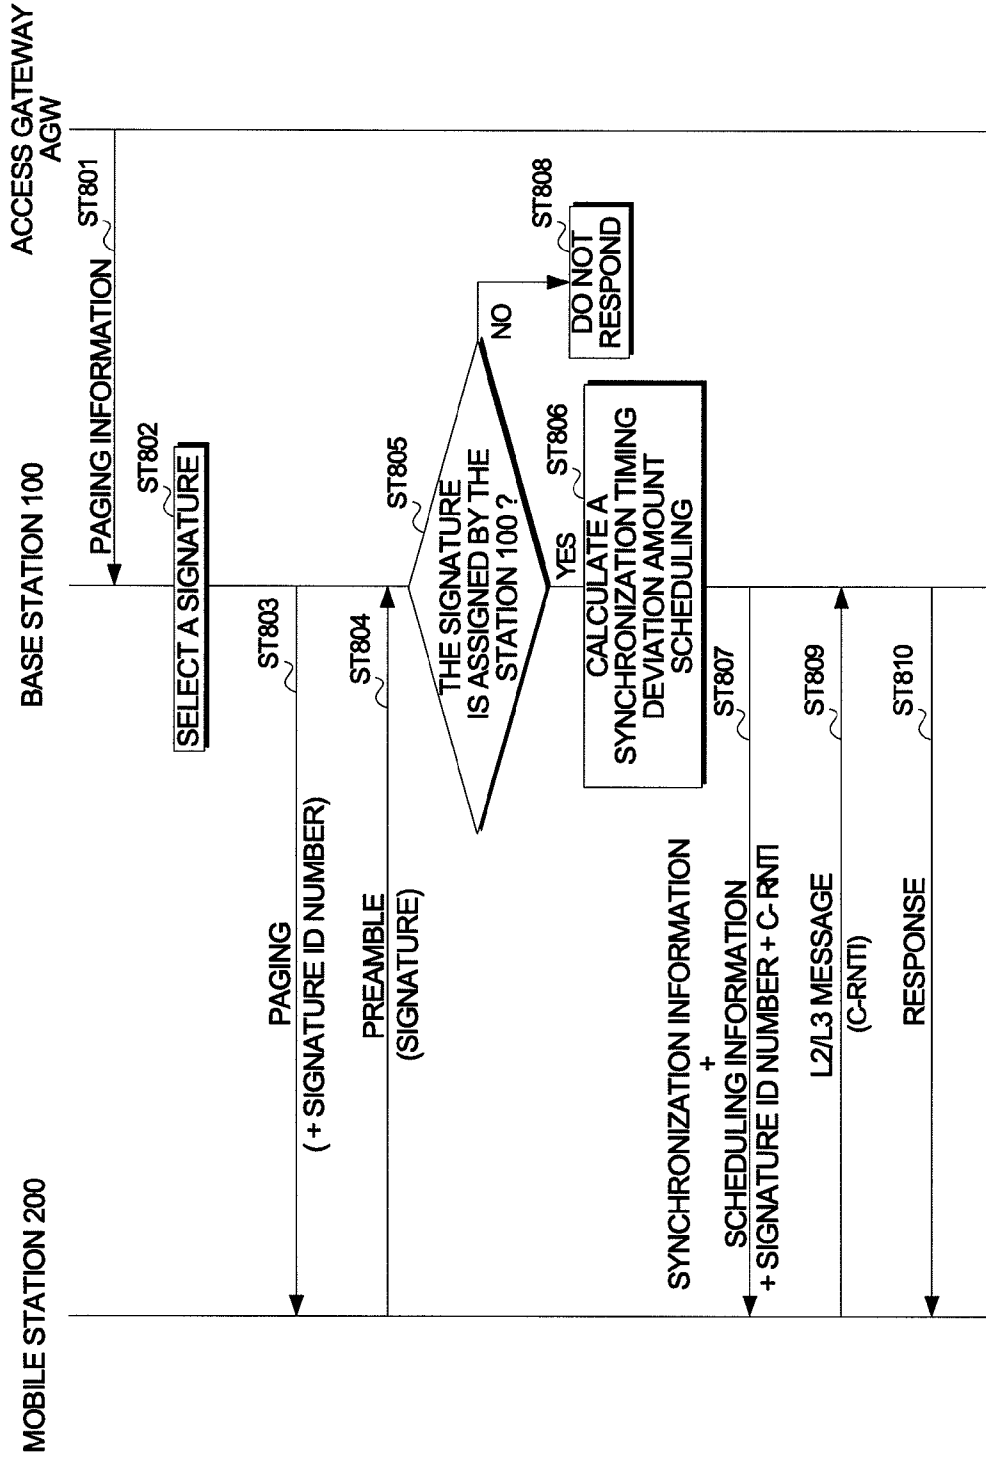 MOBILE STATION 200
BASE STATION 100
ACCESS GATEWAY
AGW
PAGING INFORMATION
ST801
ST802
SELECT A SIGNATURE
ST803
PAGING
( + SIGNATURE ID NUMBER)
ST804
PREAMBLE
(SIGNATURE)
ST805
THE SIGNATURE
IS ASSIGNED BY THE
STATION 100 ?
NO
ST808
DO NOT
RESPOND
YES
ST806
CALCULATE A
SYNCHRONIZATION TIMING
DEVIATION AMOUNT
SCHEDULING
ST807
SYNCHRONIZATION INFORMATION
+
SCHEDULING INFORMATION
+ SIGNATURE ID NUMBER + C-RNTI
ST809
L2/L3 MESSAGE
(C-RNTI)
ST810
RESPONSE